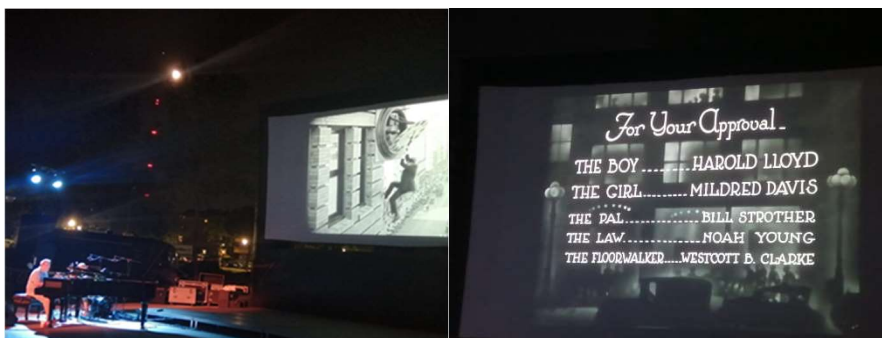 For Your Approval_
THE BOY........HAROLD LLOYD
THE GIRL........MILDRED DAVIS
THE PAL............BILL STROTHER
THE LAW............NOAH YOUNG
THE FLOORWALKER.....WESTCOTT B. CLARKE